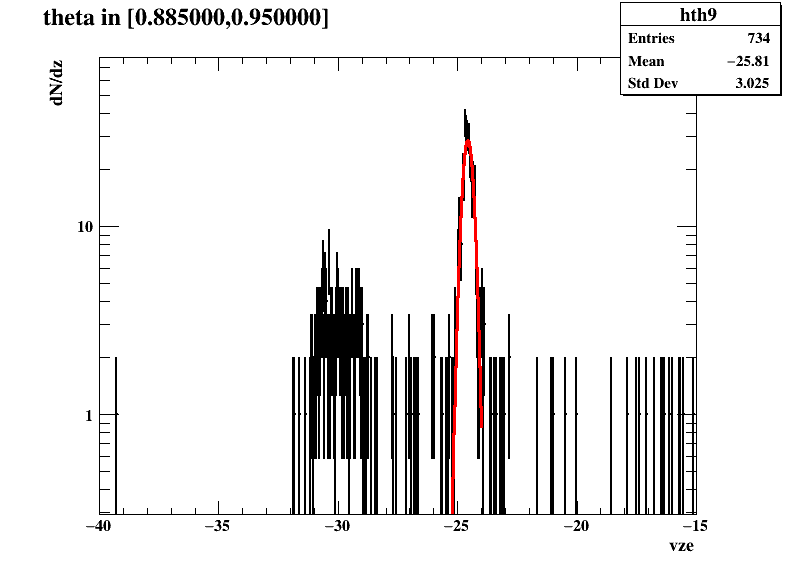 theta in [0.885000,0.950000]
hth9
Entries 734
Mean −25.81
Std Dev 3.025
dN/dz
10
1
−40 −35 −30 −25 −20 −15
vze